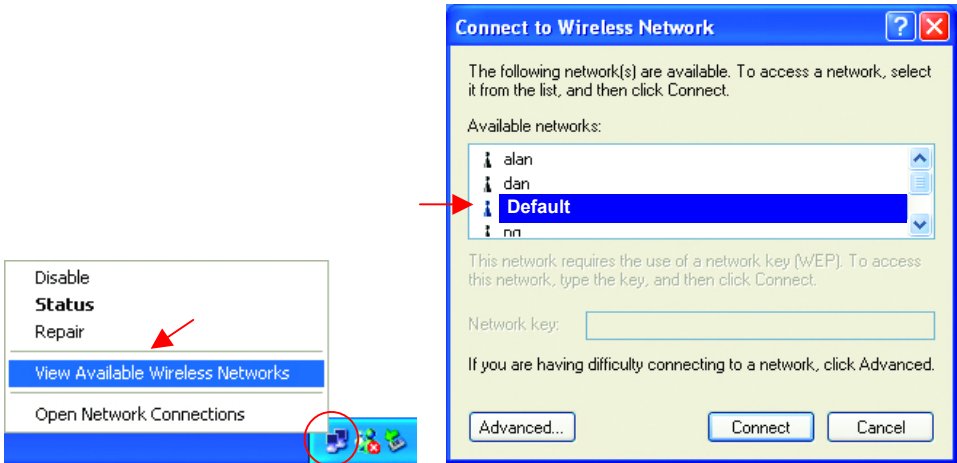 Disable
Status
Repair
View Available Wireless Networks
Open Network Connections
Connect to Wireless Network
The following network(s) are available. To access a network, select
it from the list, and then click Connect.
Available networks:
alan
dan
Default
This network requires the use of a network key (WEP). To access
this network, type the key, and then click Connect.
Network key:
If you are having difficulty connecting to a network, click Advanced.
Advanced...
Connect
Cancel